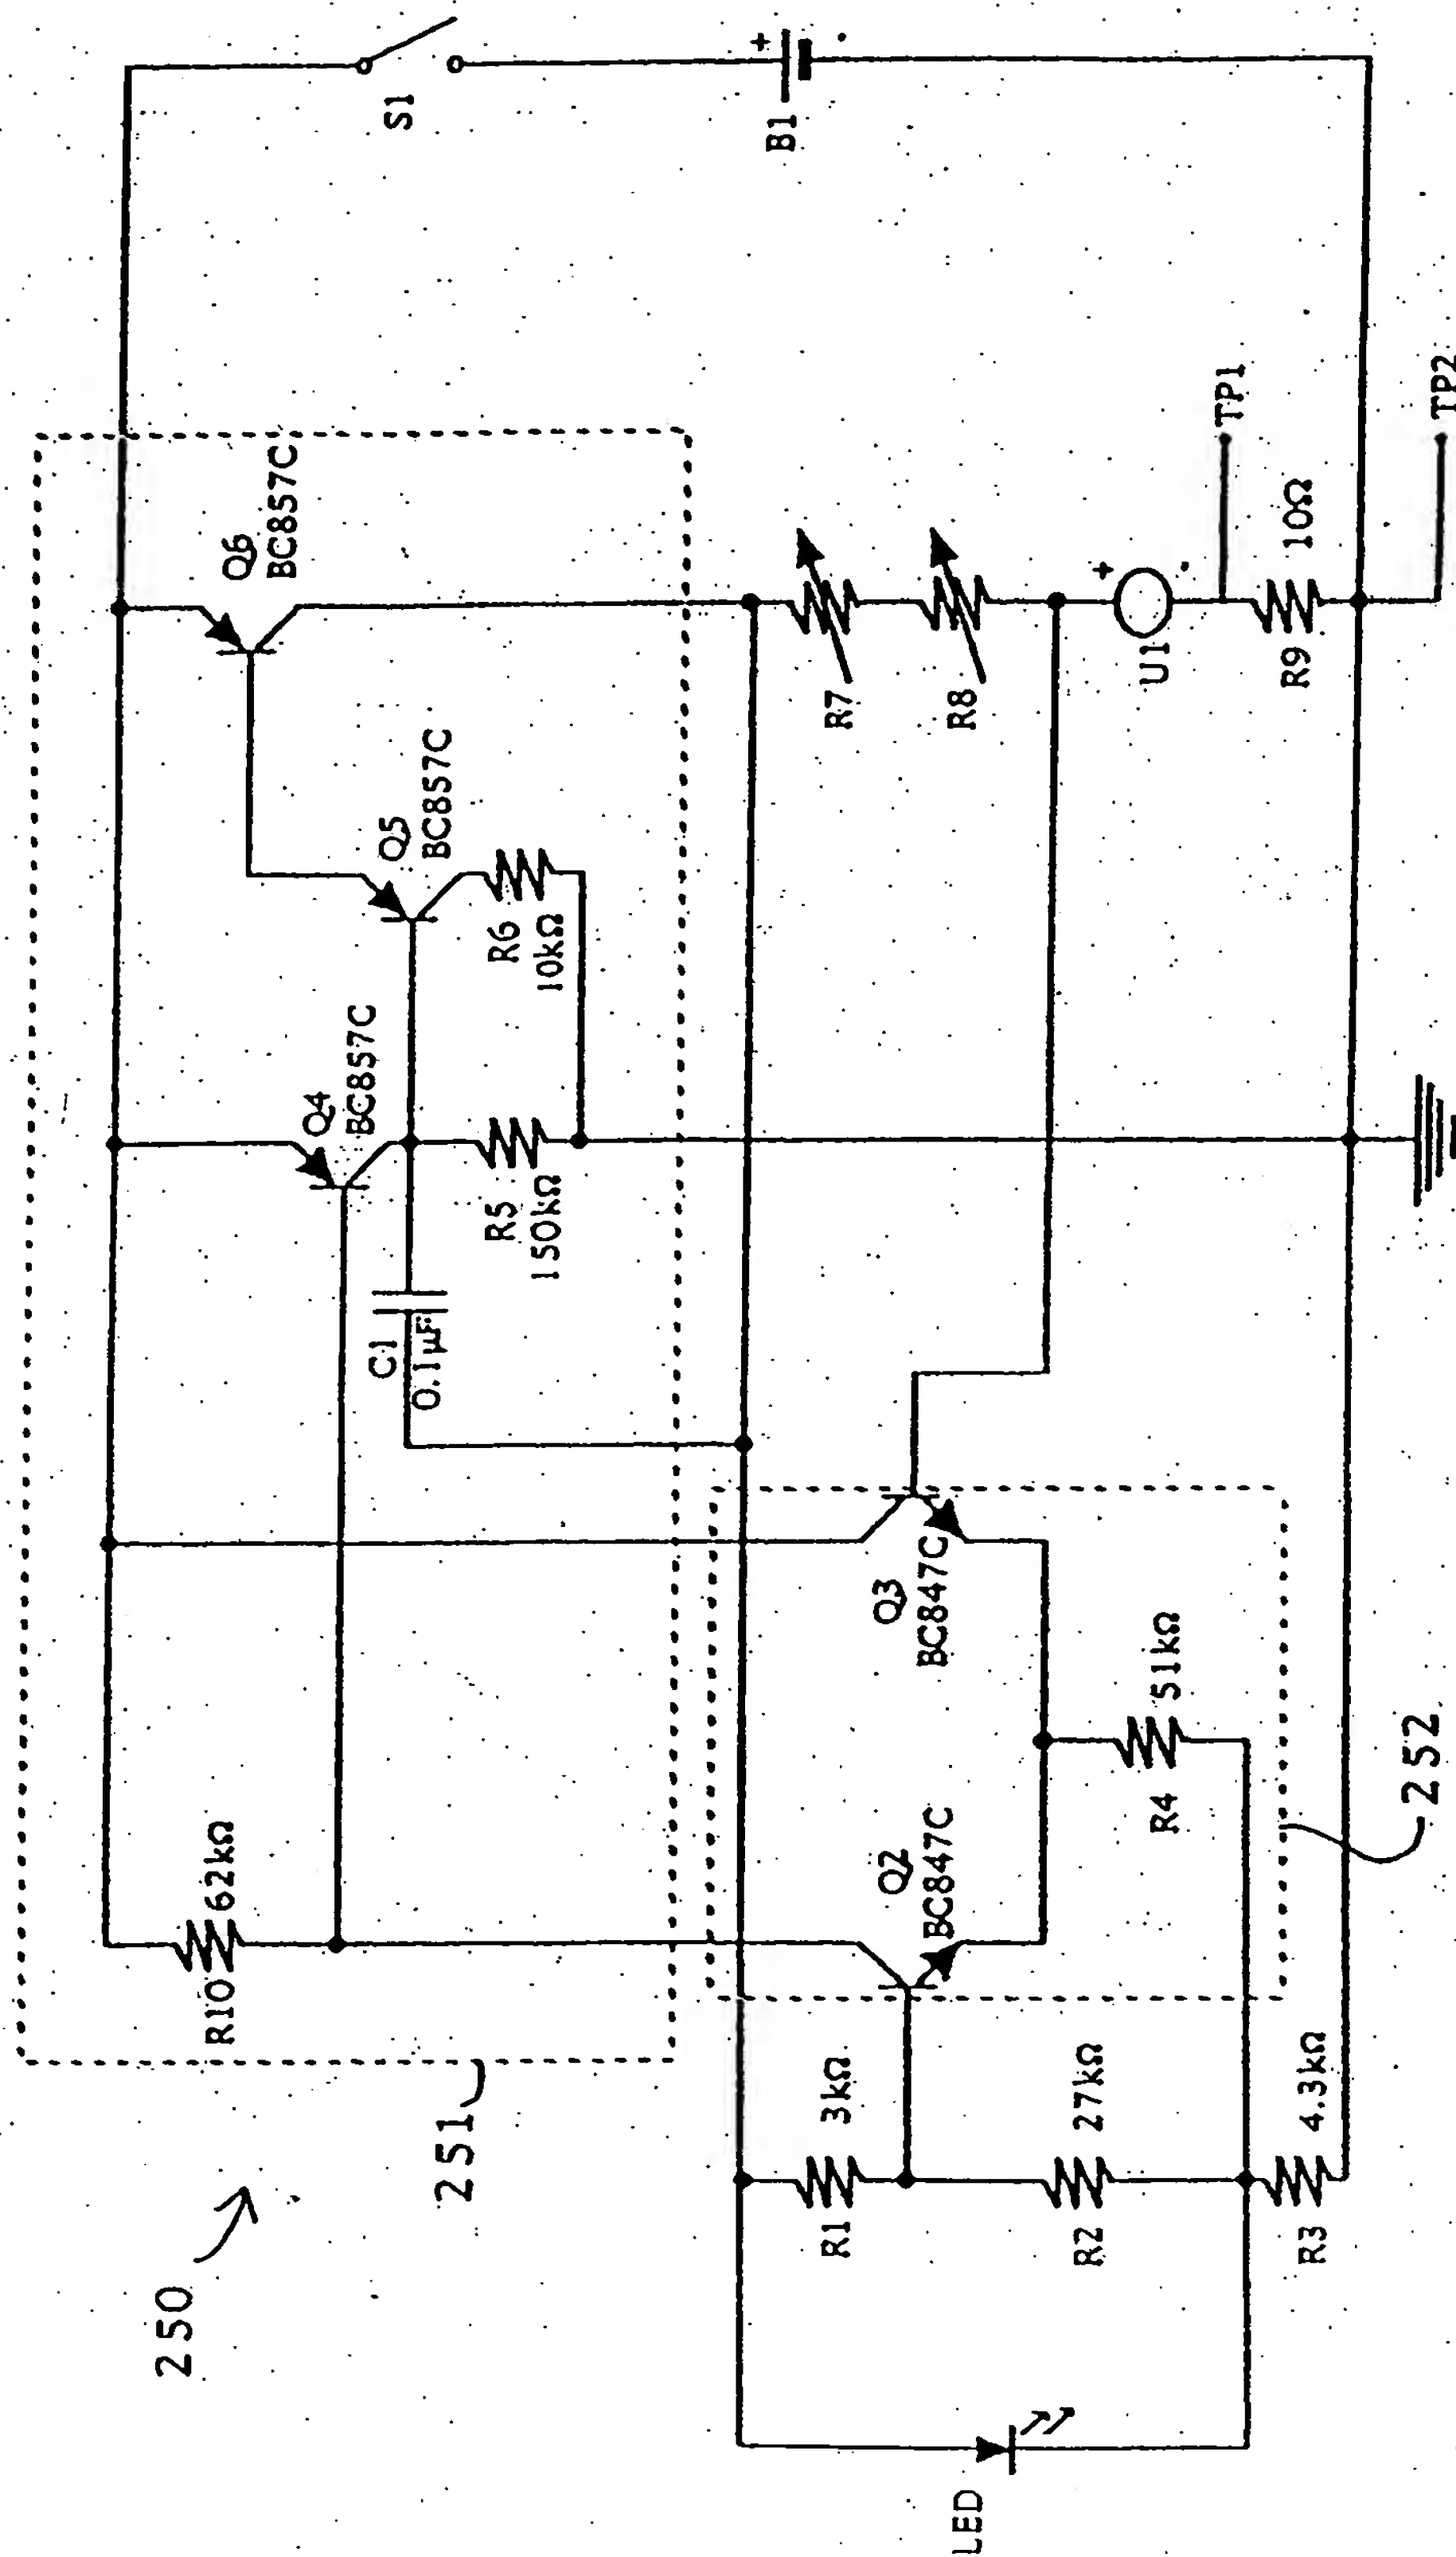 250
251
R10 62kΩ
Q4
BC857C
Q5
BC857C
Q6
BC857C
S1
C1
0.1μF
R5
150kΩ
R6
10kΩ
B1
+
LED
R1 3kΩ
Q2
BC847C
Q3
BC847C
R7
R8
R2 27kΩ
R4 51kΩ
U1
+
TP1
R3 4.3kΩ
R9 10Ω
252
TP2